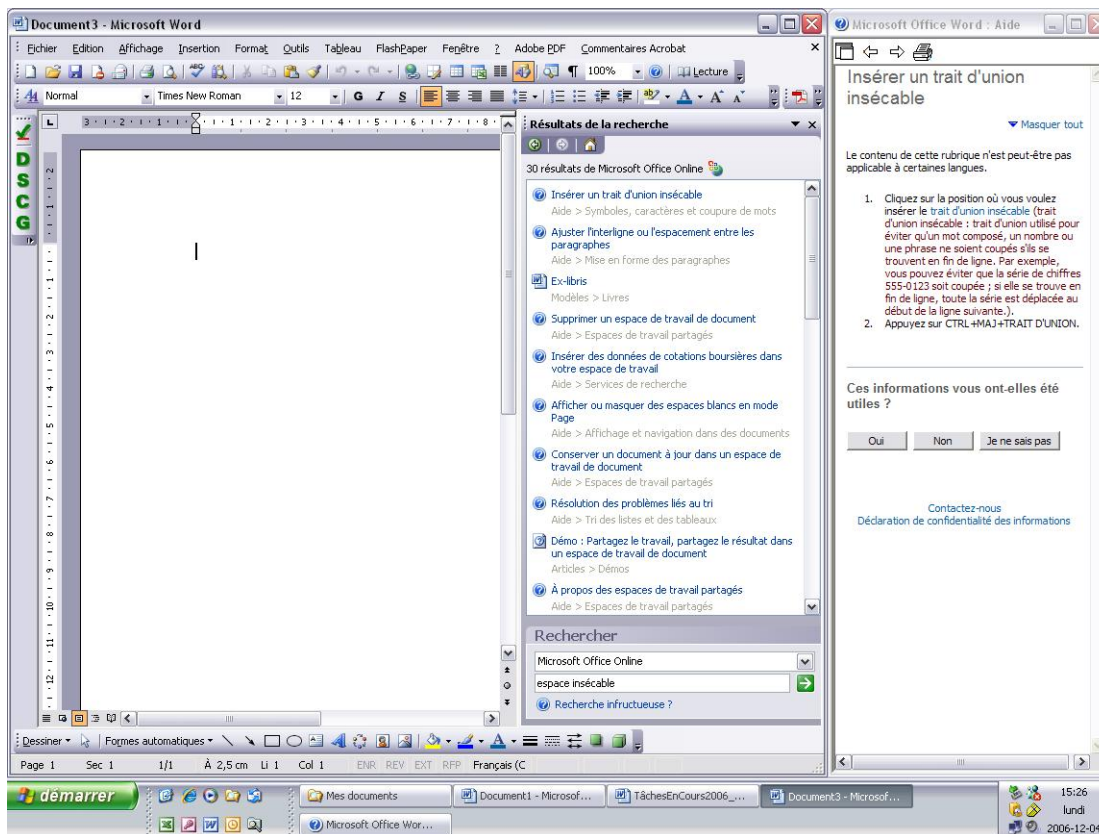 Document3 - Microsoft Word
Fichier Edition Affichage Insertion Format Outils Tableau FlashPaper Fenêtre ? Adobe PDF Commentaires Acrobat
100% Lecture
Normal Times New Roman 12 G I S
3 2 1 1 2 3 4 5 6 7 8
D
S
C
G
Résultats de la recherche
30 résultats de Microsoft Office Online
Insérer un trait d'union insécable
Aide > Symboles, caractères et coupure de mots
Ajuster l'interligne ou l'espacement entre les
paragraphes
Aide > Mise en forme des paragraphes
Ex-libris
Modèles > Livres
Supprimer un espace de travail de document
Aide > Espaces de travail partagés
Insérer des données de cotations boursières dans
votre espace de travail
Aide > Services de recherche
Afficher ou masquer des espaces blancs en mode
Page
Aide > Affichage et navigation dans des documents
Conserver un document à jour dans un espace de
travail de document
Aide > Espaces de travail partagés
Résolution des problèmes liés au tri
Aide > Tri des listes et des tableaux
Démo : Partagez le travail, partagez le résultat dans
un espace de travail de document
Articles > Démos
À propos des espaces de travail partagés
Aide > Espaces de travail partagés
Rechercher
Microsoft Office Online
espace insécable
Recherche infructueuse ?
Dessiner Formes automatiques
Page 1 Sec 1 1/1 À 2,5 cm Li 1 Col 1 ENR REV EXT RFP Français (C
Microsoft Office Word : Aide
Insérer un trait d'union
insécable
Masquer tout
Le contenu de cette rubrique n'est peut-être pas
applicable à certaines langues.
1. Cliquez sur la position où vous voulez
insérer le trait d'union insécable (trait
d'union insécable : trait d'union utilisé pour
éviter qu'un mot composé, un nombre ou
une phrase ne soient coupés s'ils se
trouvent en fin de ligne. Par exemple,
vous pouvez éviter que la série de chiffres
555-0123 soit coupée ; si elle se trouve en
fin de ligne, toute la série est déplacée au
début de la ligne suivante.).
2. Appuyez sur CTRL+MAJ+TRAIT D'UNION.
Ces informations vous ont-elles été
utiles ?
Oui Non Je ne sais pas
Contactez-nous
Déclaration de confidentialité des informations
démarrer Mes documents Document1 - Microsof... TâchesEnCours2006_... Document3 - Microsof... 15:26
lundi
Microsoft Office Wor... 2006-12-04